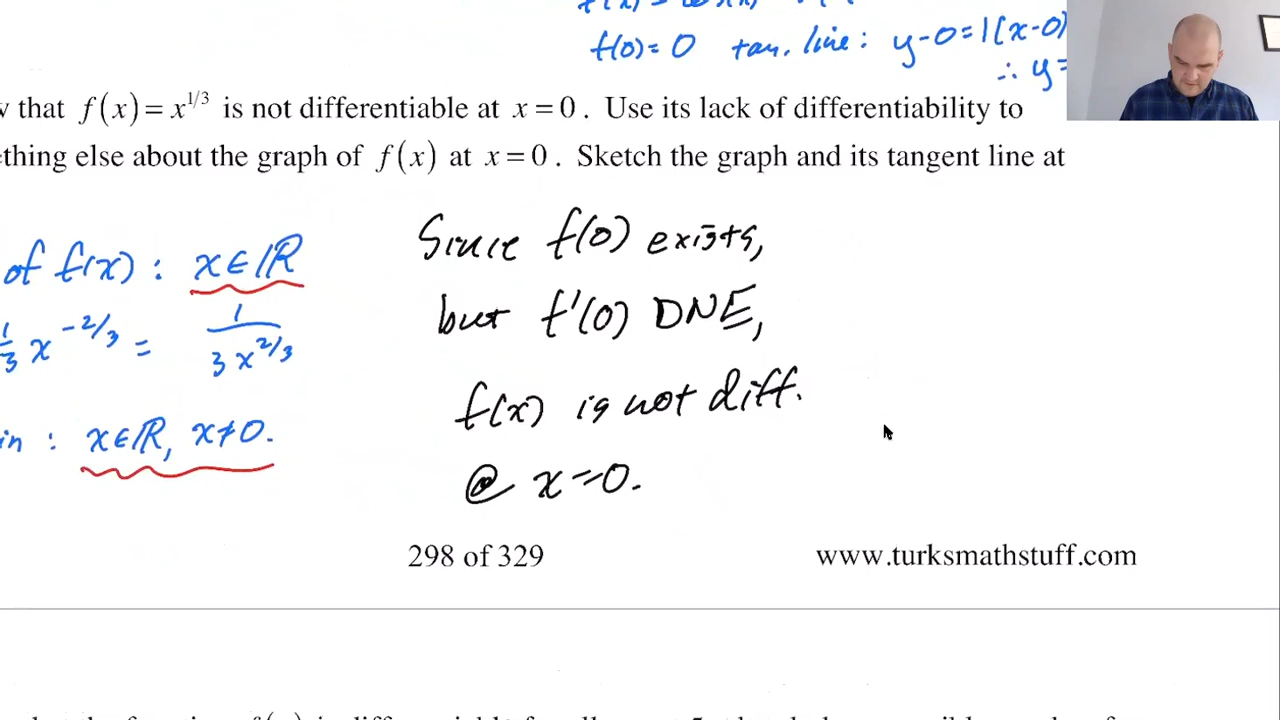 f(0)=0 tan. line: y-0=1(x-0)
∴ y=
that f(x)=x^{1/3} is not differentiable at x=0. Use its lack of differentiability to
thing else about the graph of f(x) at x=0. Sketch the graph and its tangent line at
of f(x): x∈ℝ
1/3 x^{-2/3} = 1/(3x^{2/3})
in: x∈ℝ, x≠0.
Since f(0) exists,
but f'(0) DNE,
f(x) is not diff.
@ x=0.
298 of 329 www.turksmathstuff.com